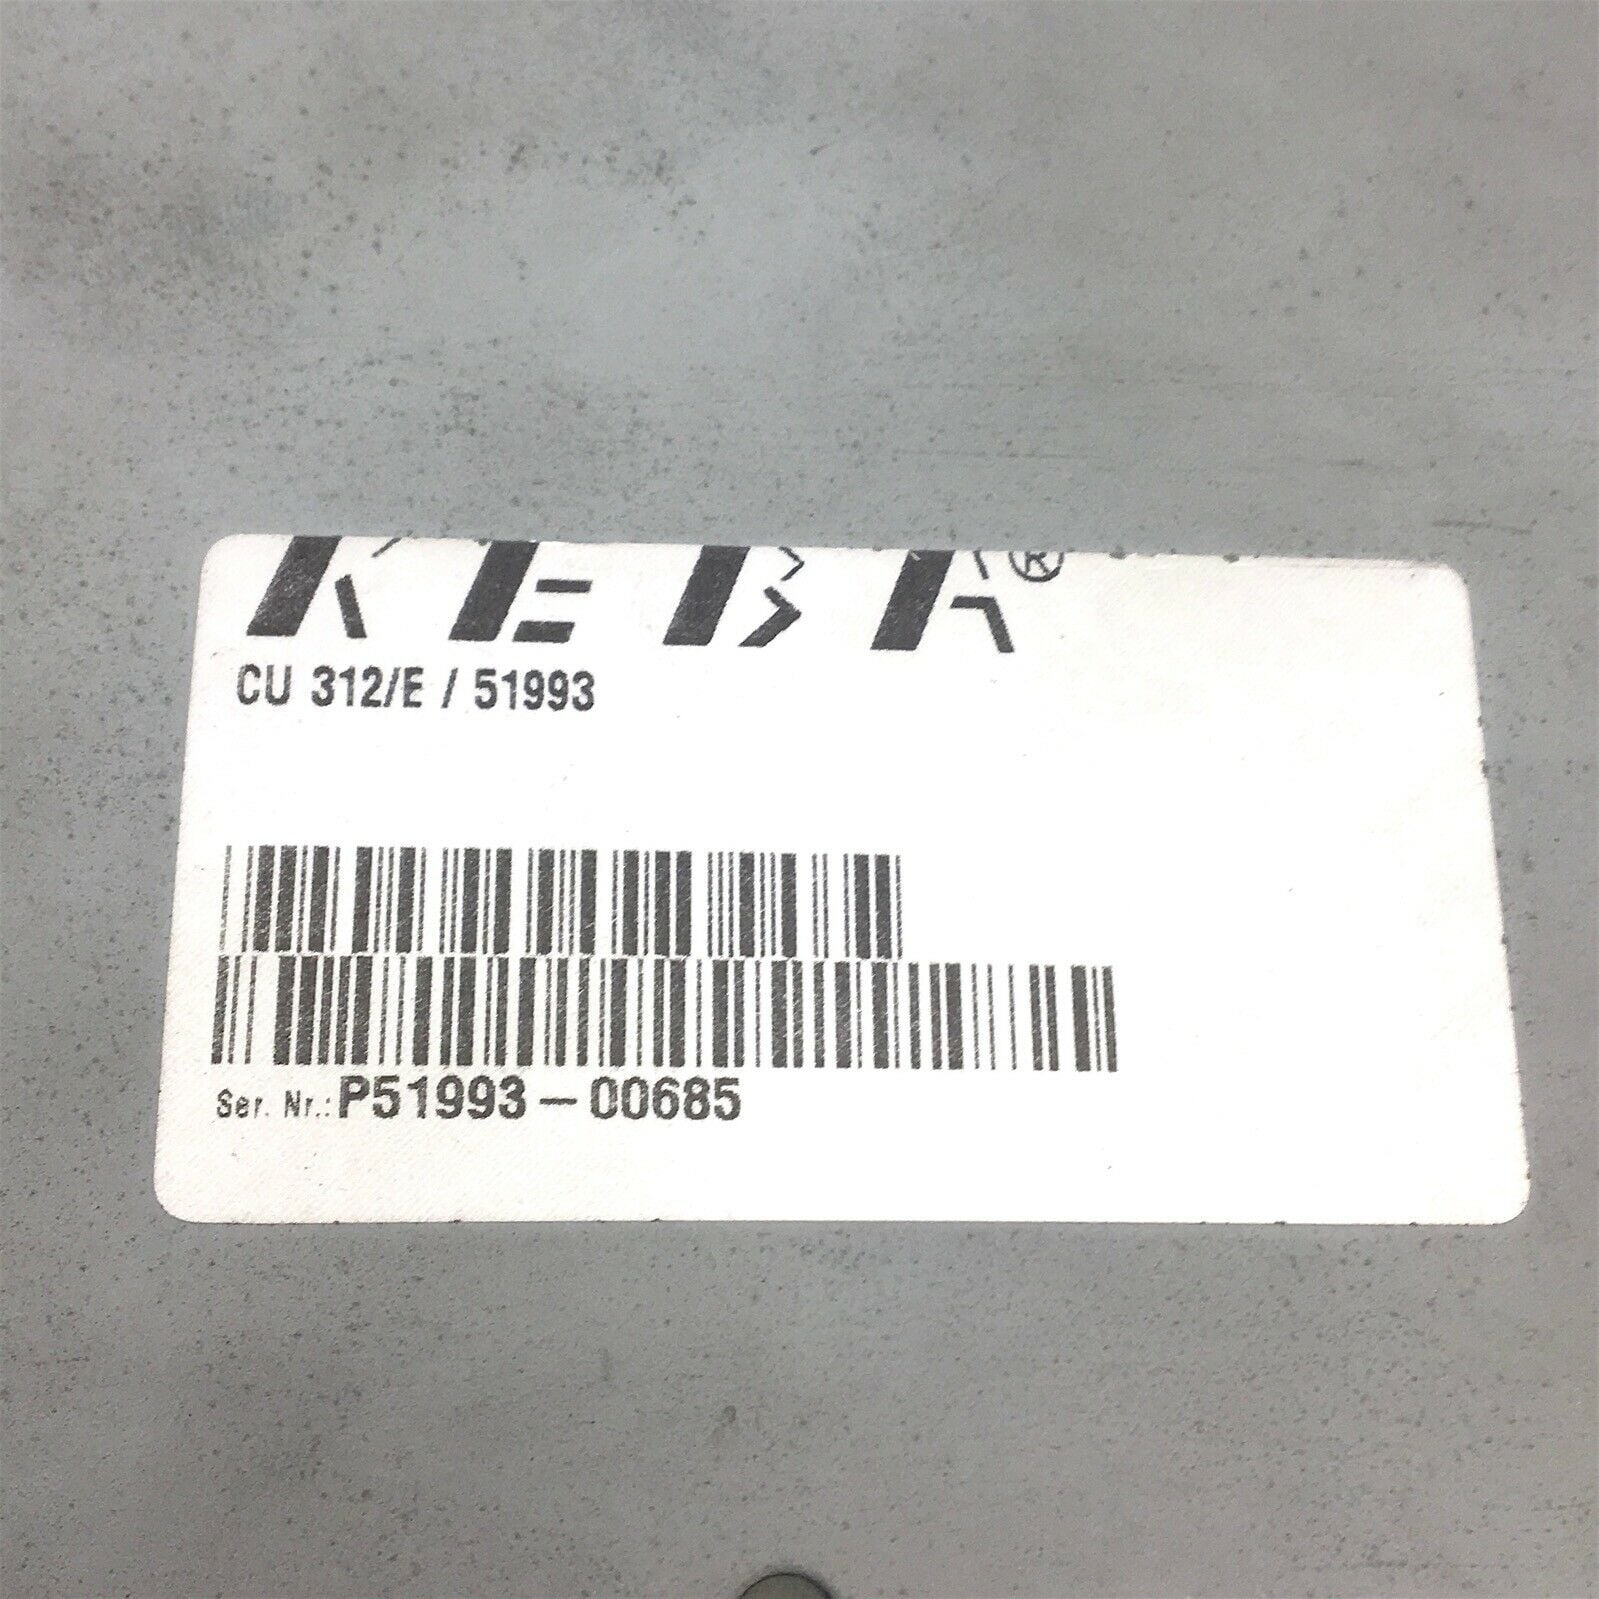 KEBA®
CU 312/E / 51993
Ser. Nr.: P51993-00685